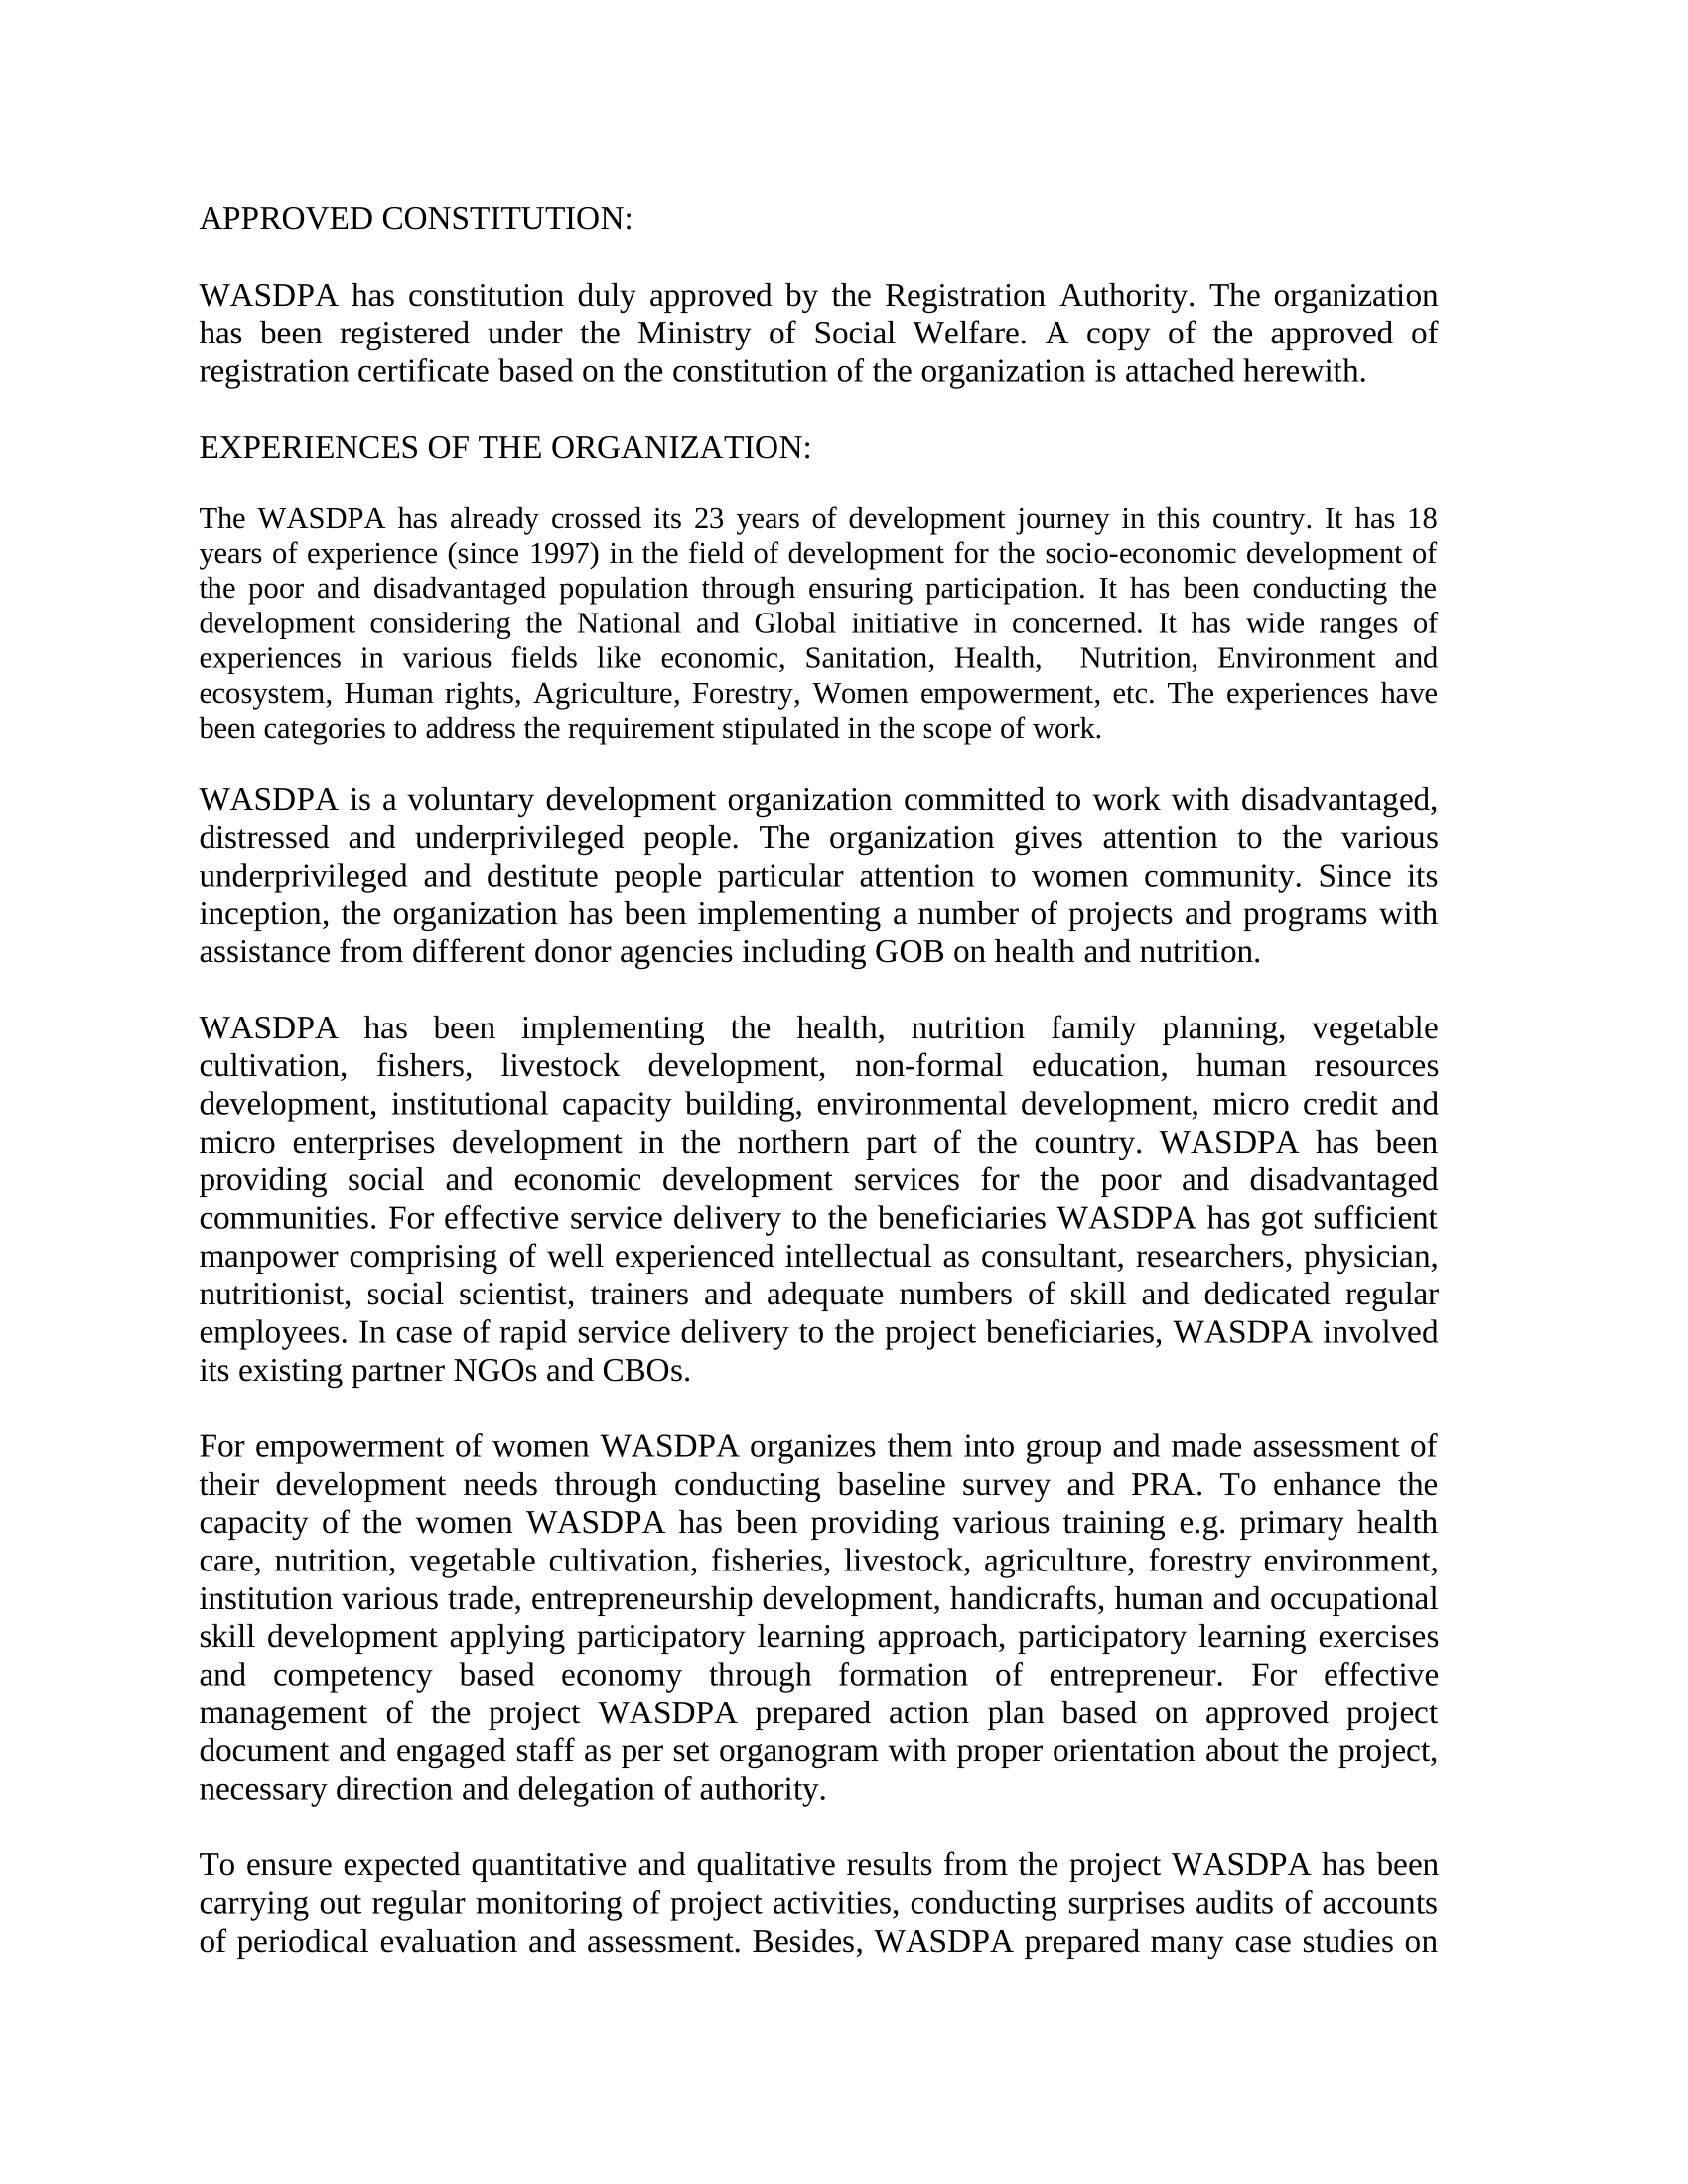 APPROVED CONSTITUTION:
WASDPA has constitution duly approved by the Registration Authority. The organization
has been registered under the Ministry of Social Welfare. A copy of the approved of
registration certificate based on the constitution of the organization is attached herewith.
EXPERIENCES OF THE ORGANIZATION:
The WASDPA has already crossed its 23 years of development journey in this country. It has 18
years of experience (since 1997) in the field of development for the socio-economic development of
the poor and disadvantaged population through ensuring participation. It has been conducting the
development considering the National and Global initiative in concerned. It has wide ranges of
experiences in various fields like economic, Sanitation, Health, Nutrition, Environment and
ecosystem, Human rights, Agriculture, Forestry, Women empowerment, etc. The experiences have
been categories to address the requirement stipulated in the scope of work.
WASDPA is a voluntary development organization committed to work with disadvantaged,
distressed and underprivileged people. The organization gives attention to the various
underprivileged and destitute people particular attention to women community. Since its
inception, the organization has been implementing a number of projects and programs with
assistance from different donor agencies including GOB on health and nutrition.
WASDPA has been implementing the health, nutrition family planning, vegetable
cultivation, fishers, livestock development, non-formal education, human resources
development, institutional capacity building, environmental development, micro credit and
micro enterprises development in the northern part of the country. WASDPA has been
providing social and economic development services for the poor and disadvantaged
communities. For effective service delivery to the beneficiaries WASDPA has got sufficient
manpower comprising of well experienced intellectual as consultant, researchers, physician,
nutritionist, social scientist, trainers and adequate numbers of skill and dedicated regular
employees. In case of rapid service delivery to the project beneficiaries, WASDPA involved
its existing partner NGOs and CBOs.
For empowerment of women WASDPA organizes them into group and made assessment of
their development needs through conducting baseline survey and PRA. To enhance the
capacity of the women WASDPA has been providing various training e.g. primary health
care, nutrition, vegetable cultivation, fisheries, livestock, agriculture, forestry environment,
institution various trade, entrepreneurship development, handicrafts, human and occupational
skill development applying participatory learning approach, participatory learning exercises
and competency based economy through formation of entrepreneur. For effective
management of the project WASDPA prepared action plan based on approved project
document and engaged staff as per set organogram with proper orientation about the project,
necessary direction and delegation of authority.
To ensure expected quantitative and qualitative results from the project WASDPA has been
carrying out regular monitoring of project activities, conducting surprises audits of accounts
of periodical evaluation and assessment. Besides, WASDPA prepared many case studies on